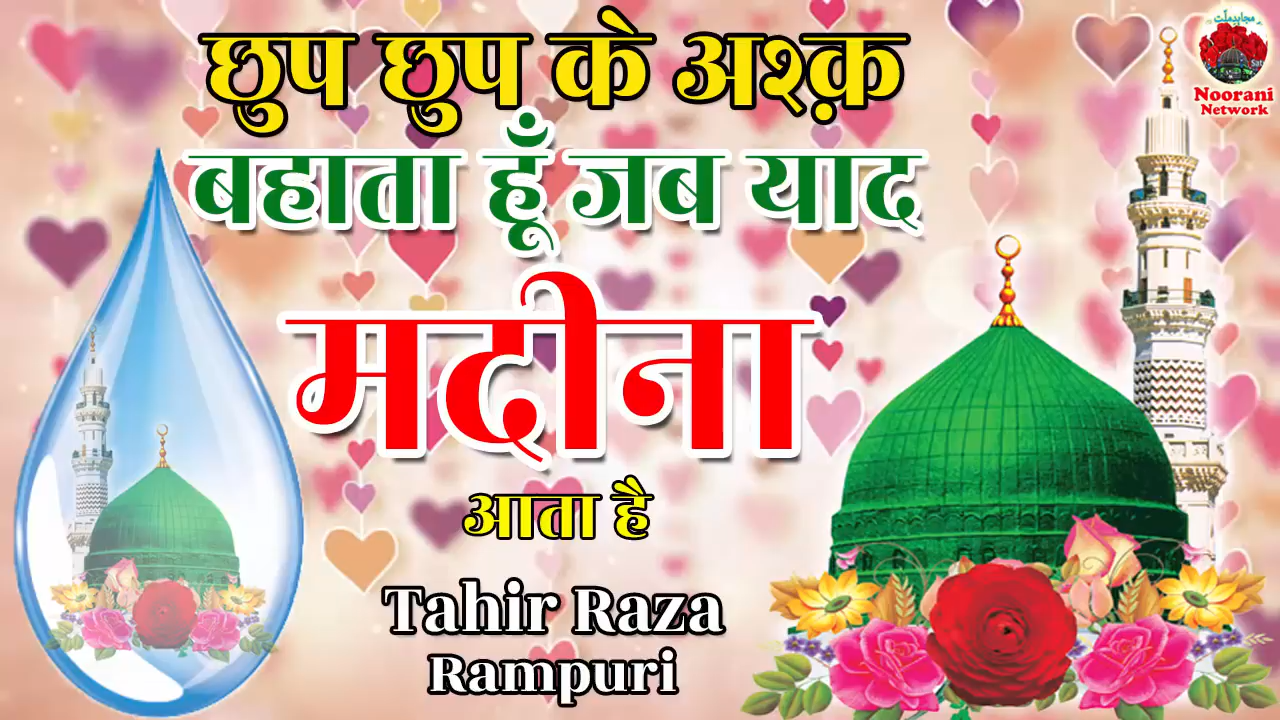 छुप छुप के अश्क़
बहाता हूँ जब याद
मदीना
आता है
Tahir Raza
Rampuri
Noorani
Network